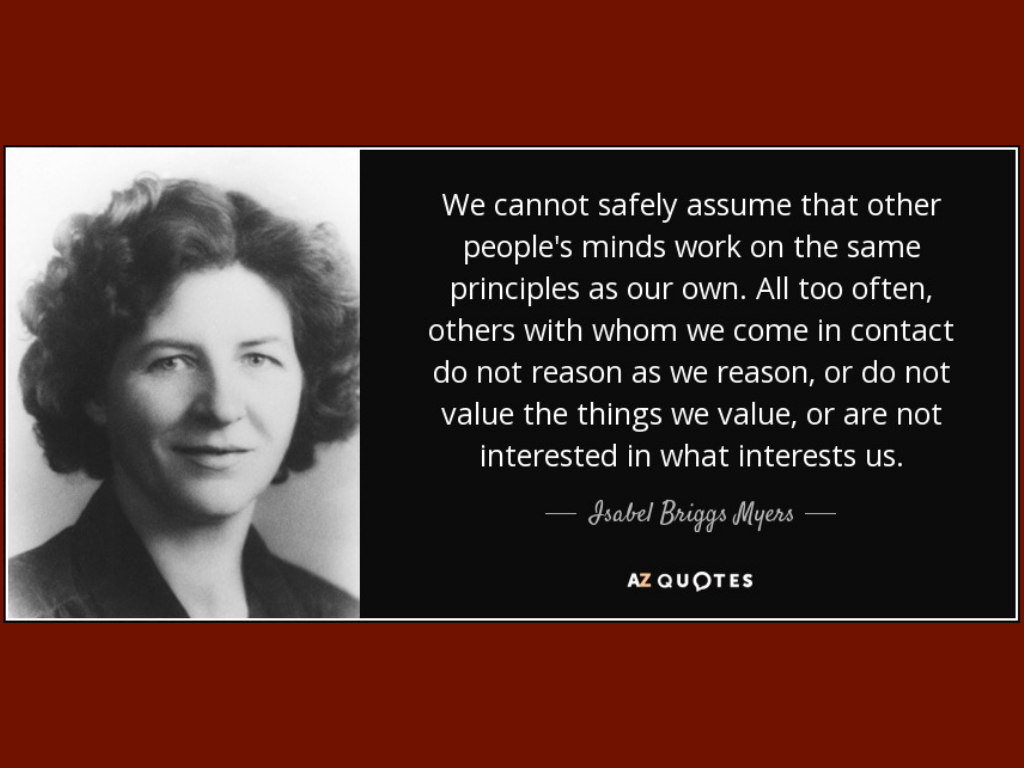 We cannot safely assume that other
people's minds work on the same
principles as our own. All too often,
others with whom we come in contact
do not reason as we reason, or do not
value the things we value, or are not
interested in what interests us.
Isabel Briggs Myers
AZ QUOTES